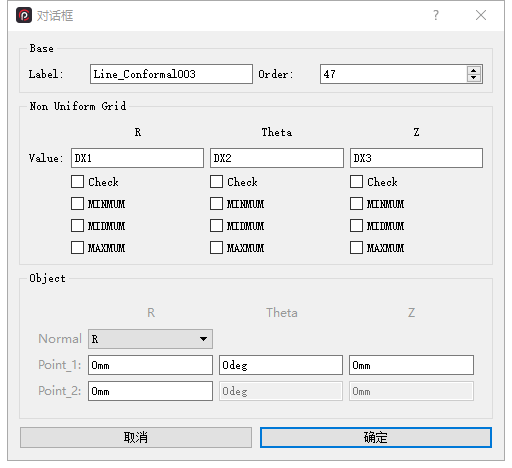 对话框
Base
Label: Line_Conformal003 Order: 47
Non Uniform Grid
R Theta Z
Value: DX1 DX2 DX3
Check Check Check
MINMUM MINMUM MINMUM
MIDMUM MIDMUM MIDMUM
MAXMUM MAXMUM MAXMUM
Object
R Theta Z
Normal R
Point_1: 0mm 0deg 0mm
Point_2: 0mm 0deg 0mm
取消 确定